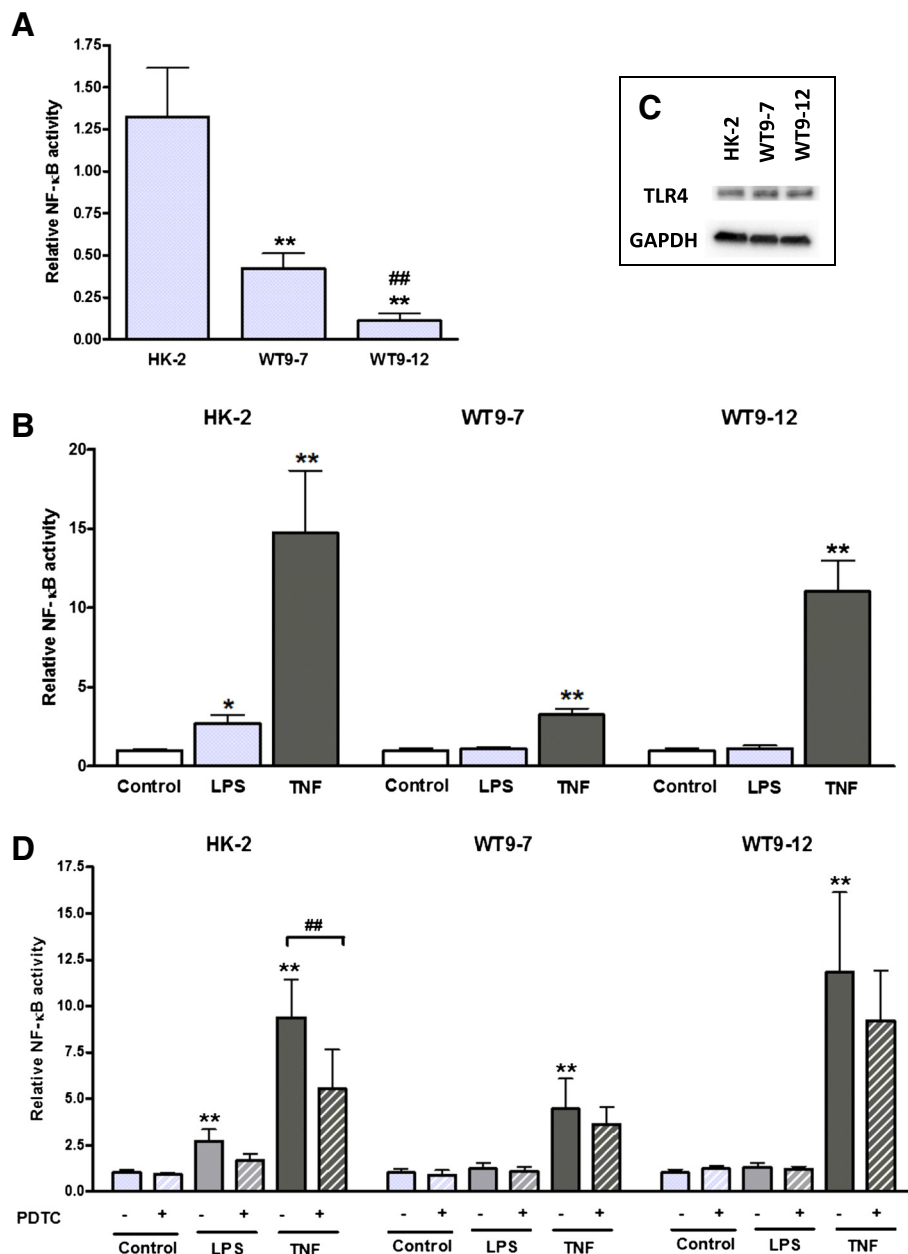 A
Relative NF-κB activity
1.75
1.50
1.25
1.00
0.75
0.50
0.25
0.00
**
##
**
HK-2 WT9-7 WT9-12
C
HK-2 WT9-7 WT9-12
TLR4
GAPDH
B
HK-2 WT9-7 WT9-12
Relative NF-κB activity
20
15
10
5
0
* ** ** **
Control LPS TNF Control LPS TNF Control LPS TNF
D
HK-2 WT9-7 WT9-12
Relative NF-κB activity
17.5
15.0
12.5
10.0
7.5
5.0
2.5
0.0
##
** ** ** **
PDTC - + - + - + - + - + - + - + - + - +
Control LPS TNF Control LPS TNF Control LPS TNF